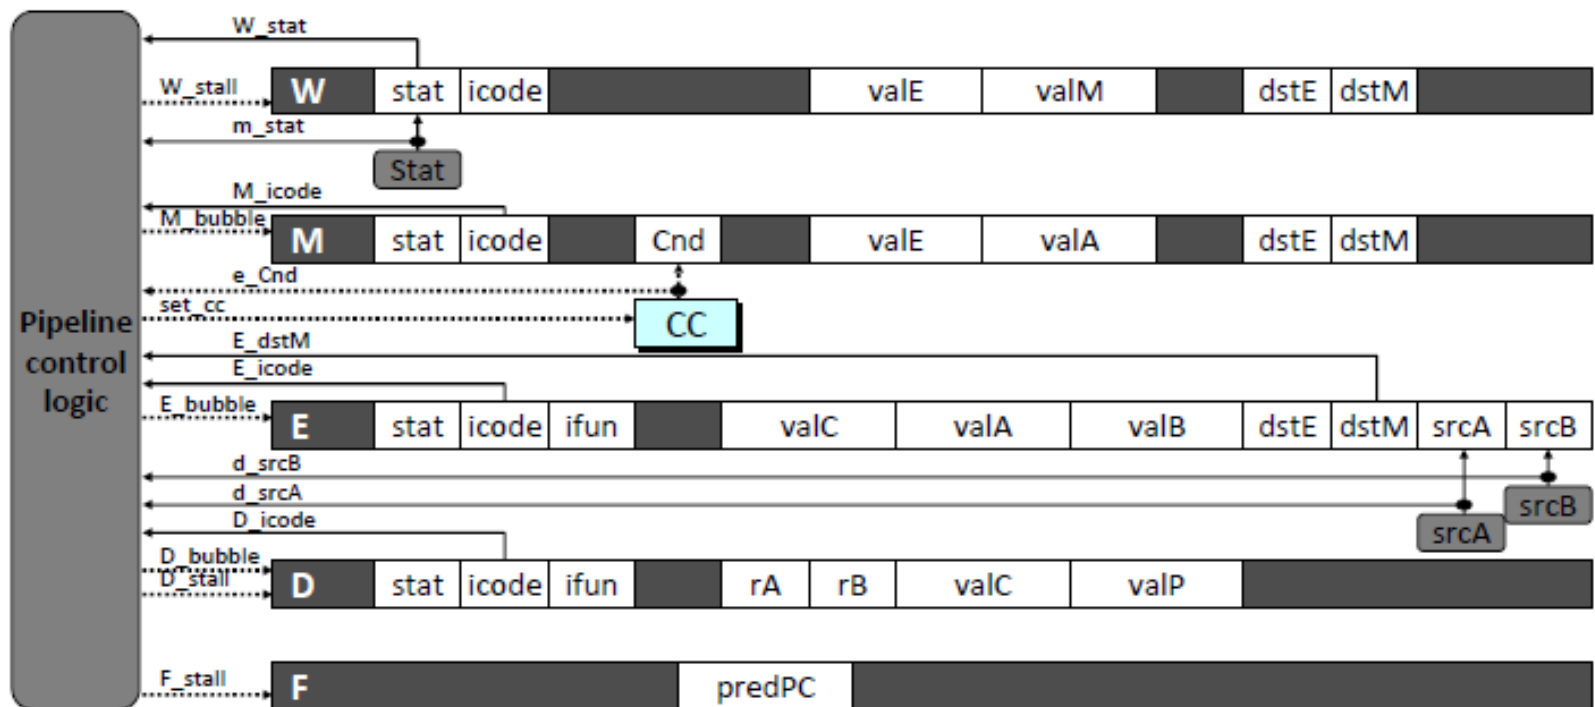 W_stat
W_stall
W stat icode valE valM dstE dstM
m_stat
Stat
M_icode
M_bubble
M stat icode Cnd valE valA dstE dstM
e_Cnd
set_cc
CC
Pipeline
control
logic
E_dstM
E_icode
E_bubble
E stat icode ifun valC valA valB dstE dstM srcA srcB
d_srcB
d_srcA
srcB
D_icode
srcA
D_bubble
D_stall
D stat icode ifun rA rB valC valP
F_stall
F predPC